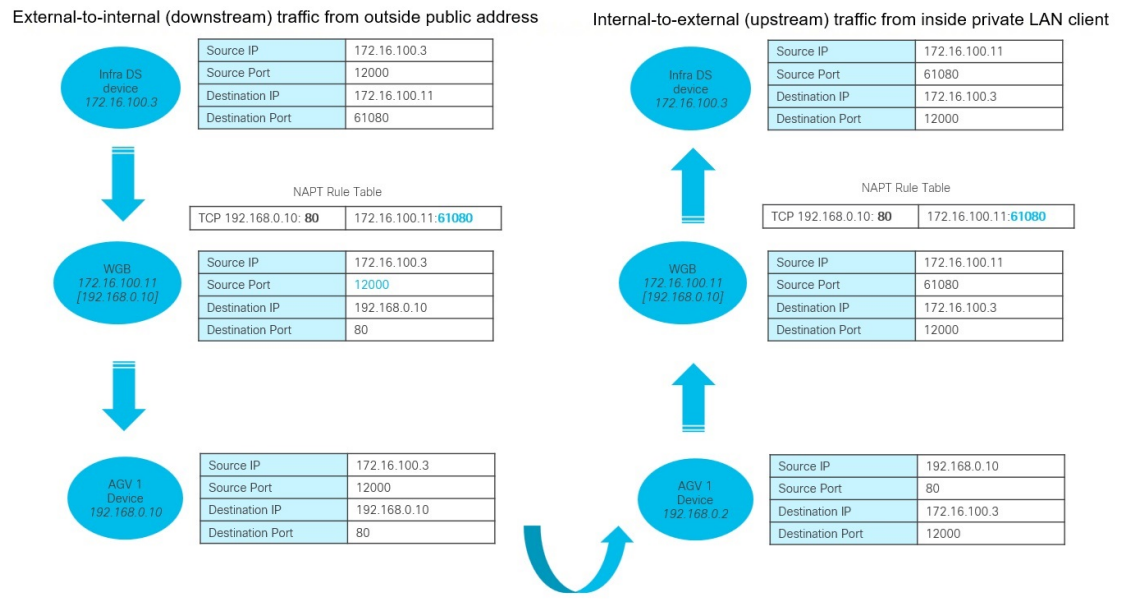 External-to-internal (downstream) traffic from outside public address
Infra DS
device
172.16.100.3
Source IP 172.16.100.3
Source Port 12000
Destination IP 172.16.100.11
Destination Port 61080
NAPT Rule Table
TCP 192.168.0.10: 80 172.16.100.11:61080
WGB
172.16.100.11
[192.168.0.10]
Source IP 172.16.100.3
Source Port 12000
Destination IP 192.168.0.10
Destination Port 80
AGV 1
Device
192.168.0.10
Source IP 172.16.100.3
Source Port 12000
Destination IP 192.168.0.10
Destination Port 80
Internal-to-external (upstream) traffic from inside private LAN client
Infra DS
device
172.16.100.3
Source IP 172.16.100.11
Source Port 61080
Destination IP 172.16.100.3
Destination Port 12000
NAPT Rule Table
TCP 192.168.0.10: 80 172.16.100.11:61080
WGB
172.16.100.11
[192.168.0.10]
Source IP 172.16.100.11
Source Port 61080
Destination IP 172.16.100.3
Destination Port 12000
AGV 1
Device
192.168.0.2
Source IP 192.168.0.10
Source Port 80
Destination IP 172.16.100.3
Destination Port 12000